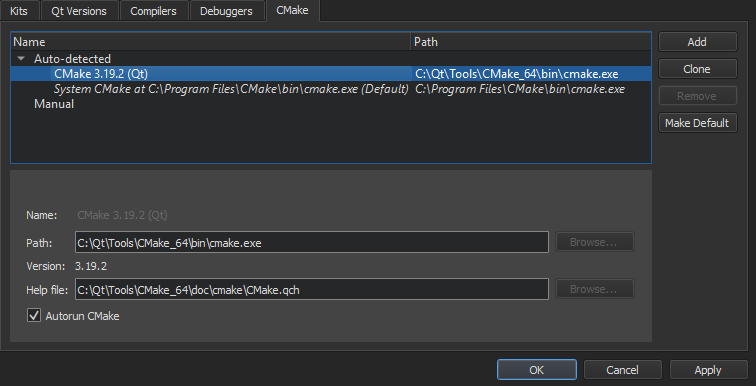 Kits Qt Versions Compilers Debuggers CMake
Name Path
Auto-detected
CMake 3.19.2 (Qt) C:\Qt\Tools\CMake_64\bin\cmake.exe
System CMake at C:\Program Files\CMake\bin\cmake.exe (Default) C:\Program Files\CMake\bin\cmake.exe
Manual
Add
Clone
Remove
Make Default
Name: CMake 3.19.2 (Qt)
Path: C:\Qt\Tools\CMake_64\bin\cmake.exe Browse...
Version: 3.19.2
Help file: C:\Qt\Tools\CMake_64\doc\cmake\CMake.qch Browse...
Autorun CMake
OK Cancel Apply